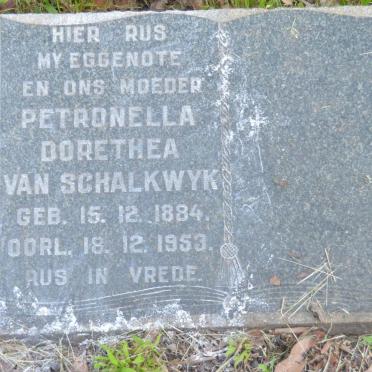 HIER RUS
MY EGGENOTE
EN ONS MOEDER
PETRONELLA
DORETHEA
VAN SCHALKWYK
GEB. 15. 12. 1884.
OORL. 18. 12. 1953.
RUS IN VREDE.